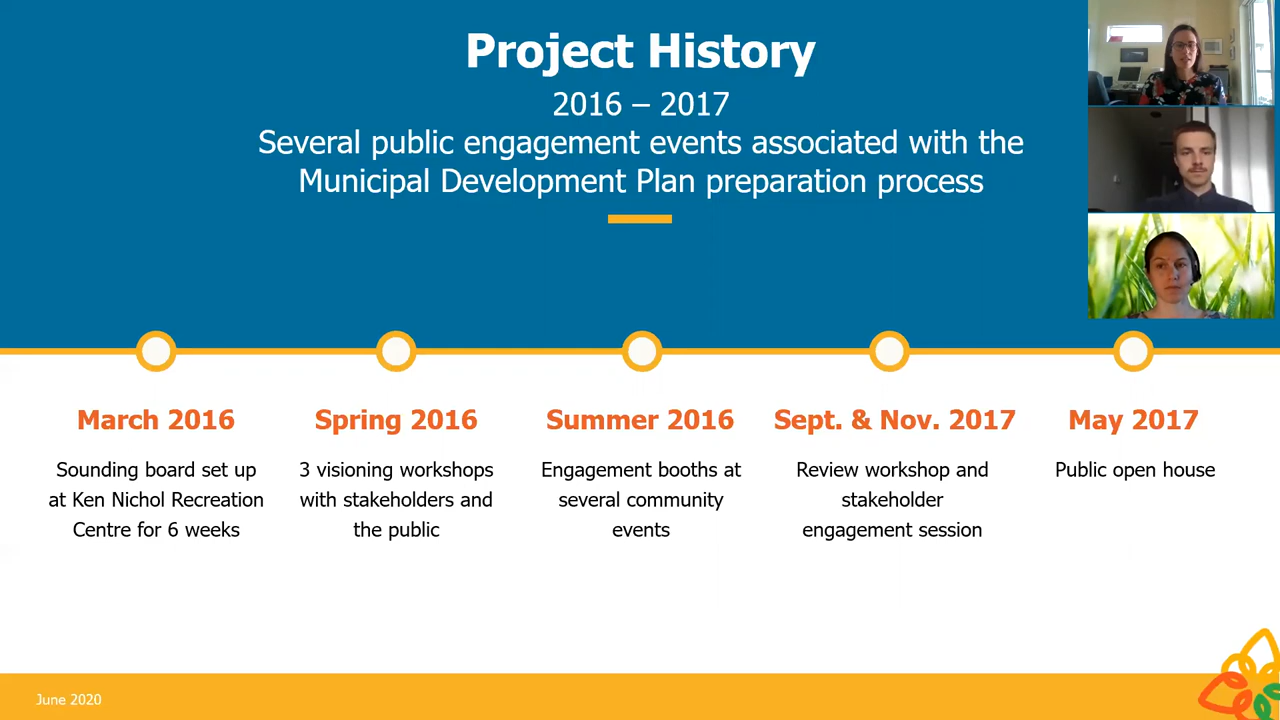 Project History
2016 – 2017
Several public engagement events associated with the
Municipal Development Plan preparation process
March 2016
Sounding board set up
at Ken Nichol Recreation
Centre for 6 weeks
Spring 2016
3 visioning workshops
with stakeholders and
the public
Summer 2016
Engagement booths at
several community
events
Sept. & Nov. 2017
Review workshop and
stakeholder
engagement session
May 2017
Public open house
June 2020